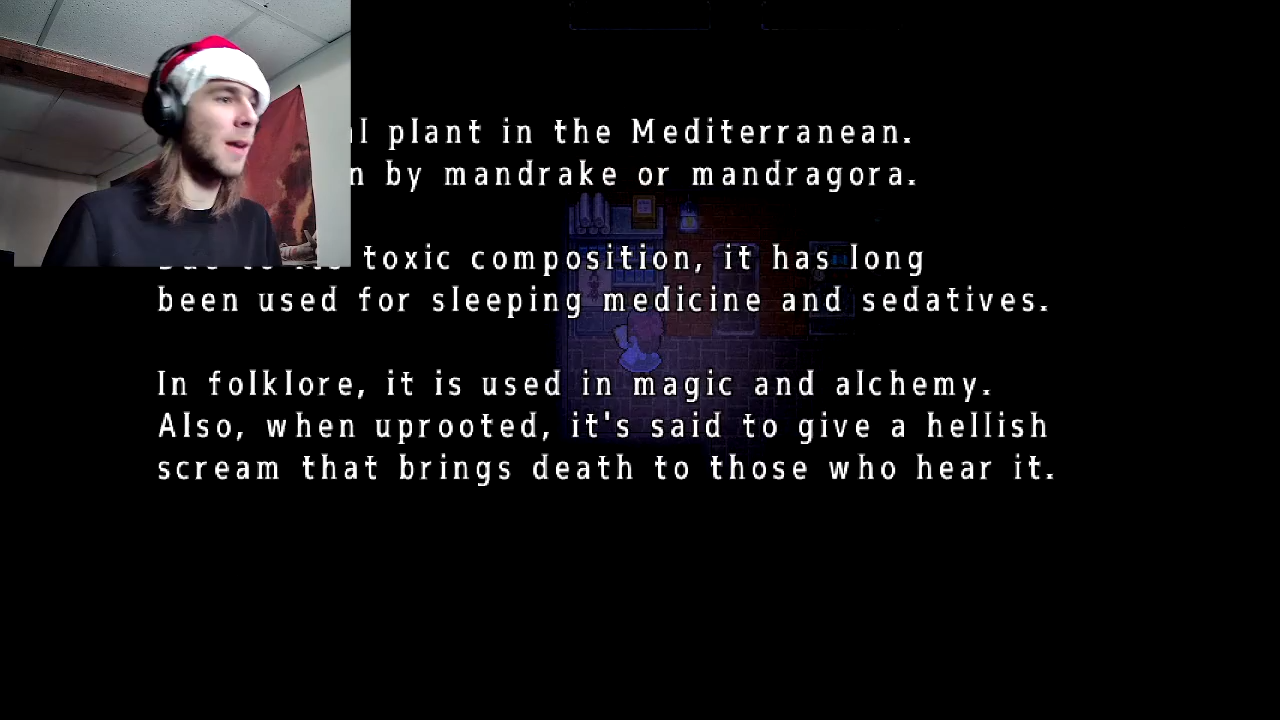 plant in the Mediterranean.
by mandrake or mandragora.
toxic composition, it has long
been used for sleeping medicine and sedatives.
In folklore, it is used in magic and alchemy.
Also, when uprooted, it's said to give a hellish
scream that brings death to those who hear it.